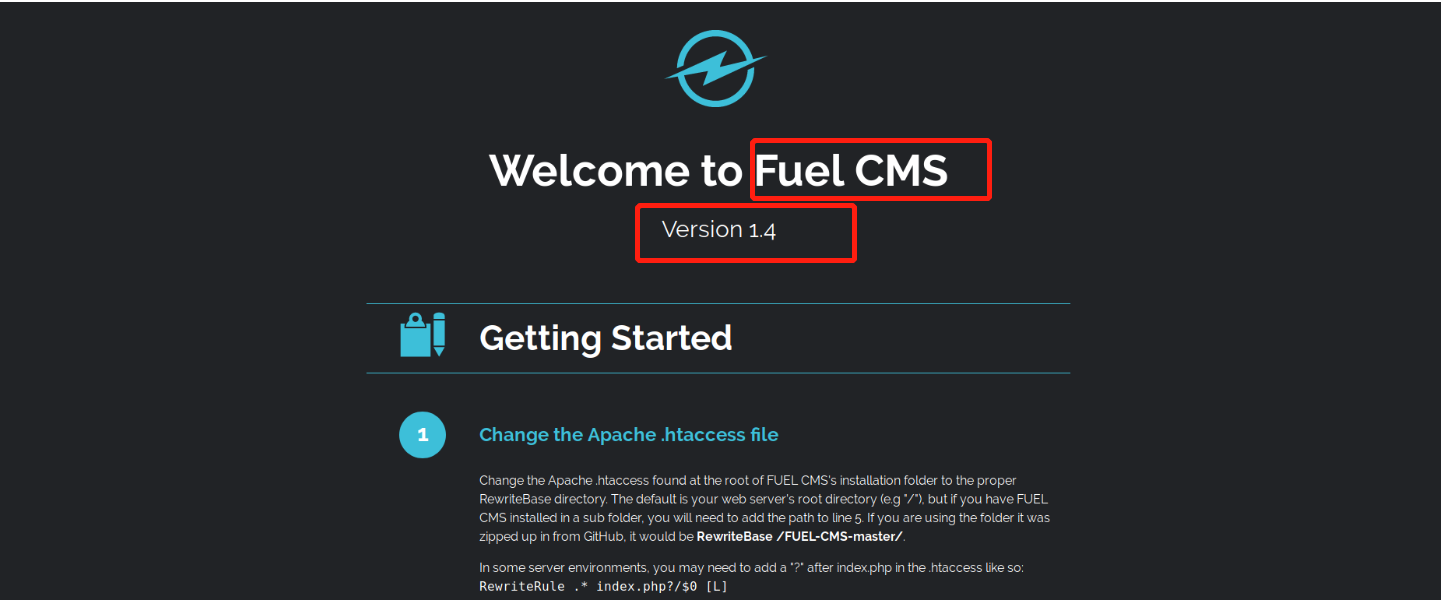 Welcome to Fuel CMS
Version 1.4
Getting Started
1
Change the Apache .htaccess file
Change the Apache .htaccess found at the root of FUEL CMS's installation folder to the proper
RewriteBase directory. The default is your web server's root directory (e.g "/"), but if you have FUEL
CMS installed in a sub folder, you will need to add the path to line 5. If you are using the folder it was
zipped up in from GitHub, it would be RewriteBase /FUEL-CMS-master/.
In some server environments, you may need to add a "?" after index.php in the .htaccess like so:
RewriteRule .* index.php?/$0 [L]